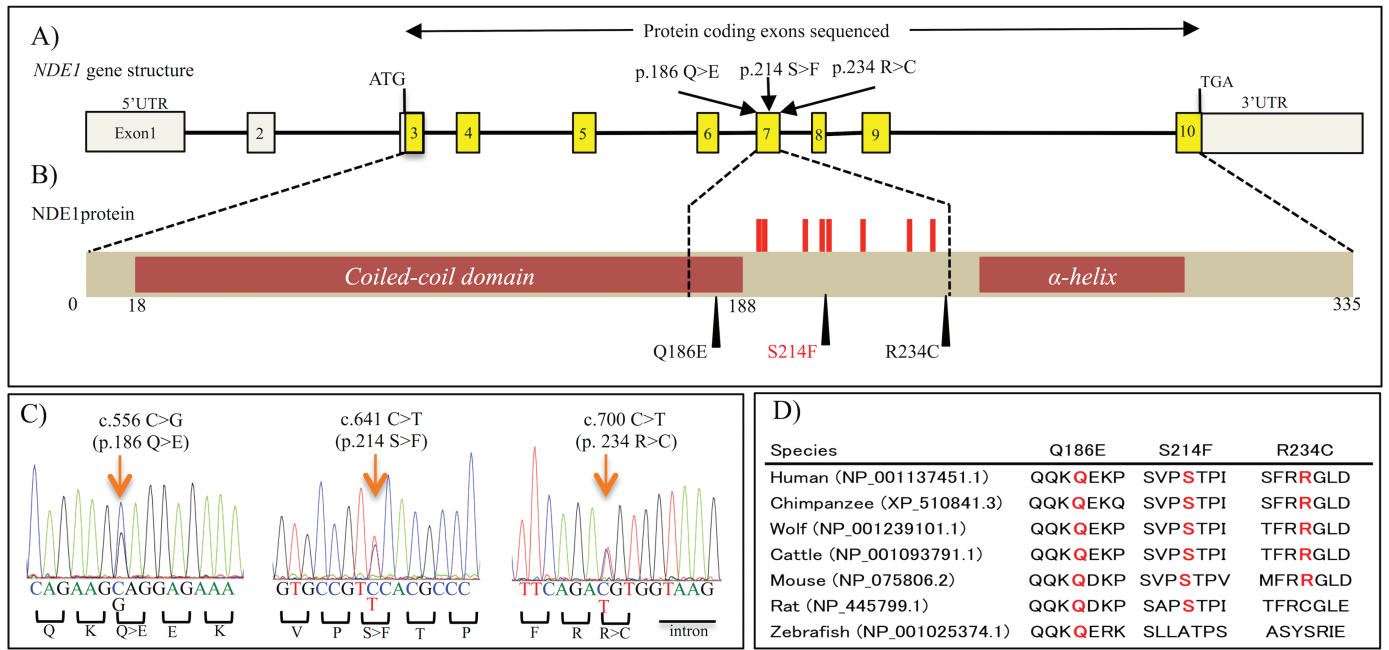 A)
Protein coding exons sequenced
NDE1 gene structure
p.186 Q>E
p.214 S>F
p.234 R>C
ATG
TGA
5'UTR
3'UTR
Exon1
2
3
4
5
6
7
8
9
10
B)
NDE1protein
Coiled-coil domain
α-helix
0
18
188
335
Q186E
S214F
R234C
C)
c.556 C>G
(p.186 Q>E)
c.641 C>T
(p.214 S>F)
c.700 C>T
(p. 234 R>C)
CAGAAGCAGGAGAAA
G
Q K Q>E E K
GTGCCGTCCACGCCC
T
V P S>F T P
TTCAGACGTGGTAAG
T
F R R>C intron
D)
Species Q186E S214F R234C
Human (NP_001137451.1) QQKQEKP SVPSTPI SFRRGLD
Chimpanzee (XP_510841.3) QQKQEKQ SVPSTPI SFRRGLD
Wolf (NP_001239101.1) QQKQEKP SVPSTPI TFRRGLD
Cattle (NP_001093791.1) QQKQEKP SVPSTPI TFRRGLD
Mouse (NP_075806.2) QQKQDKP SVPSTPV MFRRGLD
Rat (NP_445799.1) QQKQDKP SAPSTPI TFRCGLE
Zebrafish (NP_001025374.1) QQKQERK SLLATPS ASYSRIE